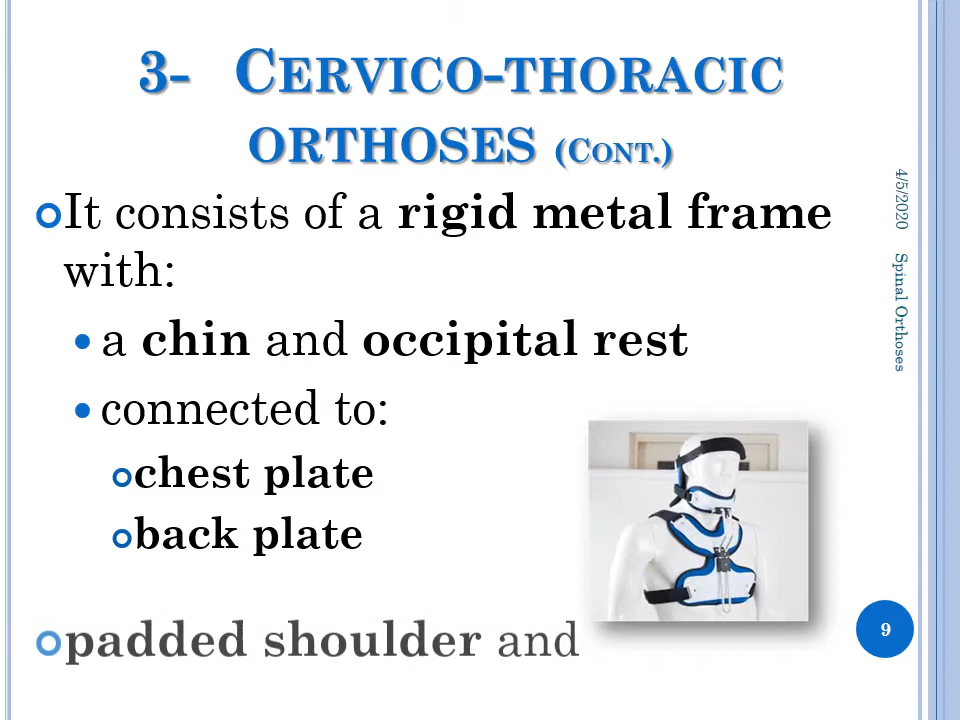 3- Cervico-thoracic
orthoses (Cont.)
It consists of a rigid metal frame
with:
a chin and occipital rest
connected to:
chest plate
back plate
padded shoulder and
4/5/2020
Spinal Orthoses
9